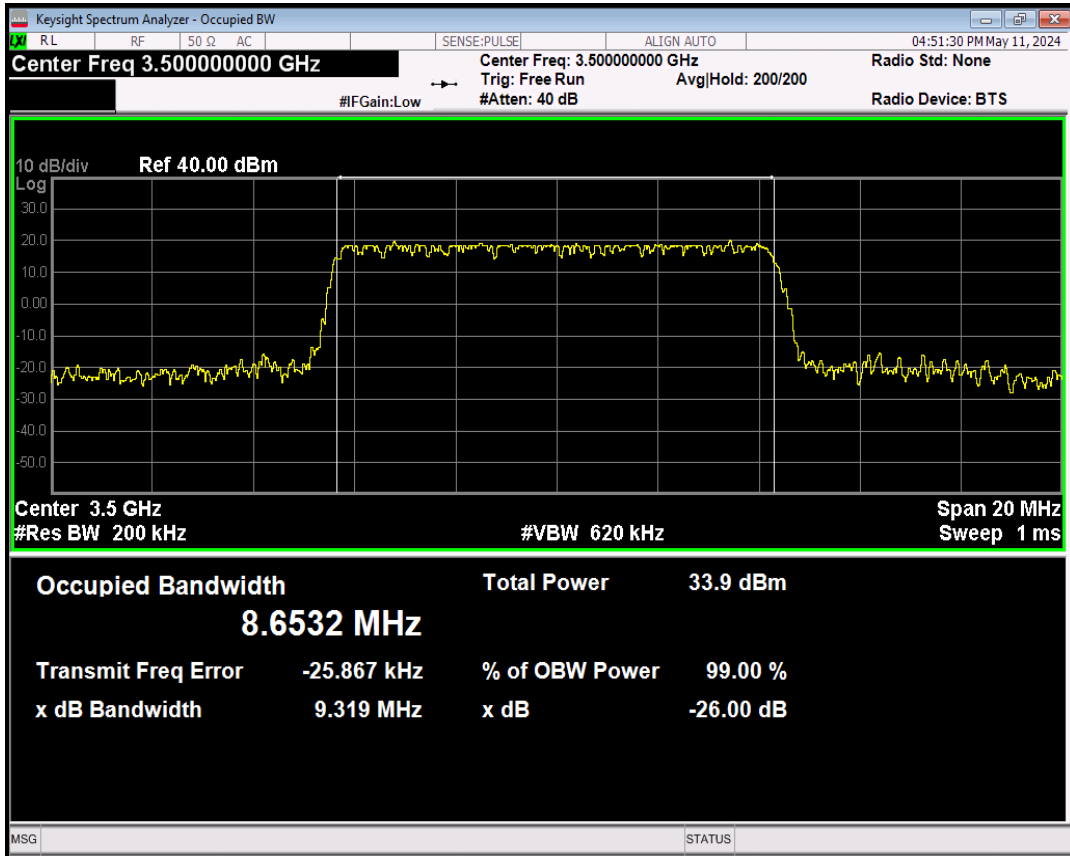 Keysight Spectrum Analyzer - Occupied BW
LXI RL RF 50 Ω AC SENSE:PULSE ALIGN AUTO 04:51:30 PM May 11, 2024
Center Freq 3.500000000 GHz
Center Freq: 3.500000000 GHz
Radio Std: None
Trig: Free Run Avg|Hold: 200/200
#IFGain:Low #Atten: 40 dB Radio Device: BTS
10 dB/div Ref 40.00 dBm
Log
30.0
20.0
10.0
0.00
-10.0
-20.0
-30.0
-40.0
-50.0
Center 3.5 GHz Span 20 MHz
#Res BW 200 kHz #VBW 620 kHz Sweep 1 ms
Occupied Bandwidth Total Power 33.9 dBm
8.6532 MHz
Transmit Freq Error -25.867 kHz % of OBW Power 99.00 %
x dB Bandwidth 9.319 MHz x dB -26.00 dB
MSG STATUS